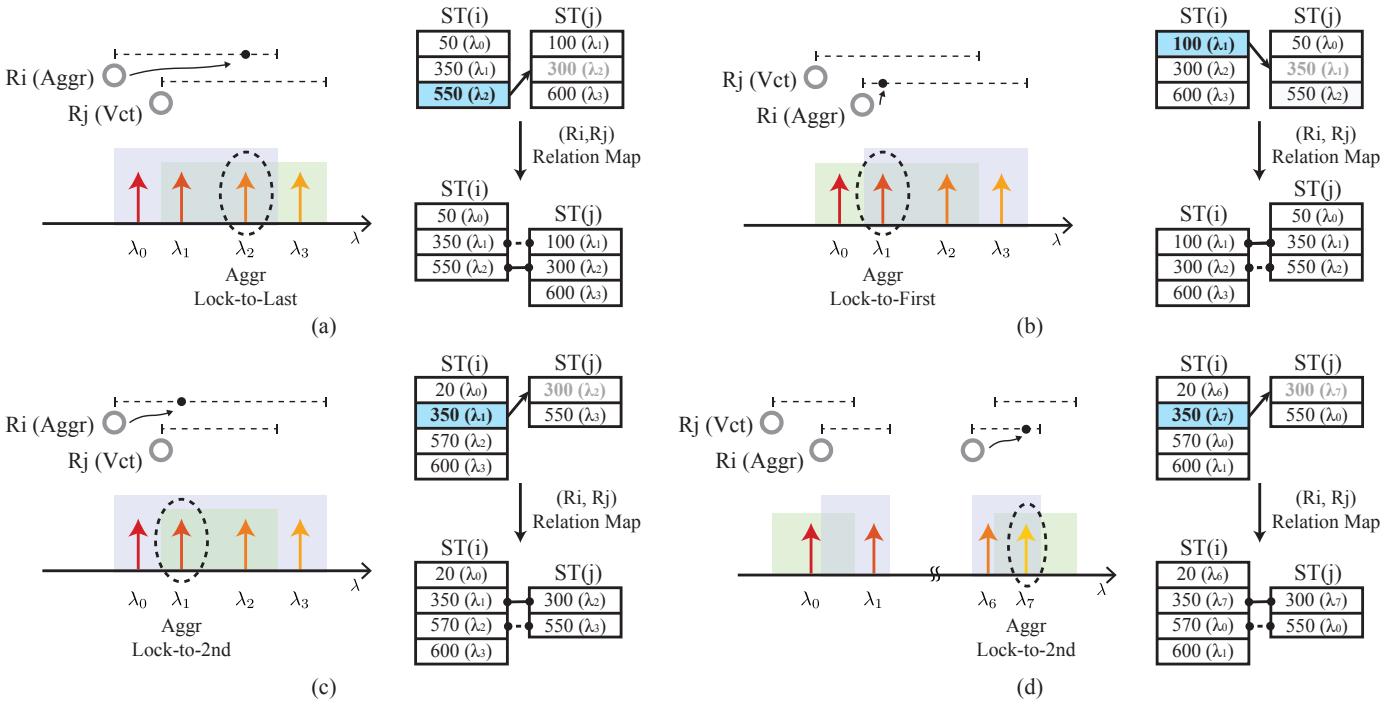 ST(i)
50 (λ₀)
350 (λ₁)
550 (λ₂)
ST(j)
100 (λ₁)
300 (λ₂)
600 (λ₃)
Ri (Aggr)
Rj (Vct)
(Ri,Rj)
Relation Map
ST(i)
50 (λ₀)
350 (λ₁)
550 (λ₂)
ST(j)
100 (λ₁)
300 (λ₂)
600 (λ₃)
λ₀ λ₁ λ₂ λ₃ λ
Aggr
Lock-to-Last
(a)
ST(i)
100 (λ₁)
300 (λ₂)
600 (λ₃)
ST(j)
50 (λ₀)
350 (λ₁)
550 (λ₂)
Rj (Vct)
Ri (Aggr)
(Ri, Rj)
Relation Map
ST(i)
100 (λ₁)
300 (λ₂)
600 (λ₃)
ST(j)
50 (λ₀)
350 (λ₁)
550 (λ₂)
λ₀ λ₁ λ₂ λ₃ λ
Aggr
Lock-to-First
(b)
ST(i)
20 (λ₀)
350 (λ₁)
570 (λ₂)
600 (λ₃)
ST(j)
300 (λ₂)
550 (λ₃)
Ri (Aggr)
Rj (Vct)
(Ri, Rj)
Relation Map
ST(i)
20 (λ₀)
350 (λ₁)
570 (λ₂)
600 (λ₃)
ST(j)
300 (λ₂)
550 (λ₃)
λ₀ λ₁ λ₂ λ₃ λ
Aggr
Lock-to-2nd
(c)
ST(i)
20 (λ₆)
350 (λ₇)
570 (λ₀)
600 (λ₁)
ST(j)
300 (λ₇)
550 (λ₀)
Rj (Vct)
Ri (Aggr)
(Ri, Rj)
Relation Map
ST(i)
20 (λ₆)
350 (λ₇)
570 (λ₀)
600 (λ₁)
ST(j)
300 (λ₇)
550 (λ₀)
λ₀ λ₁ λ₆ λ₇ λ
Aggr
Lock-to-2nd
(d)